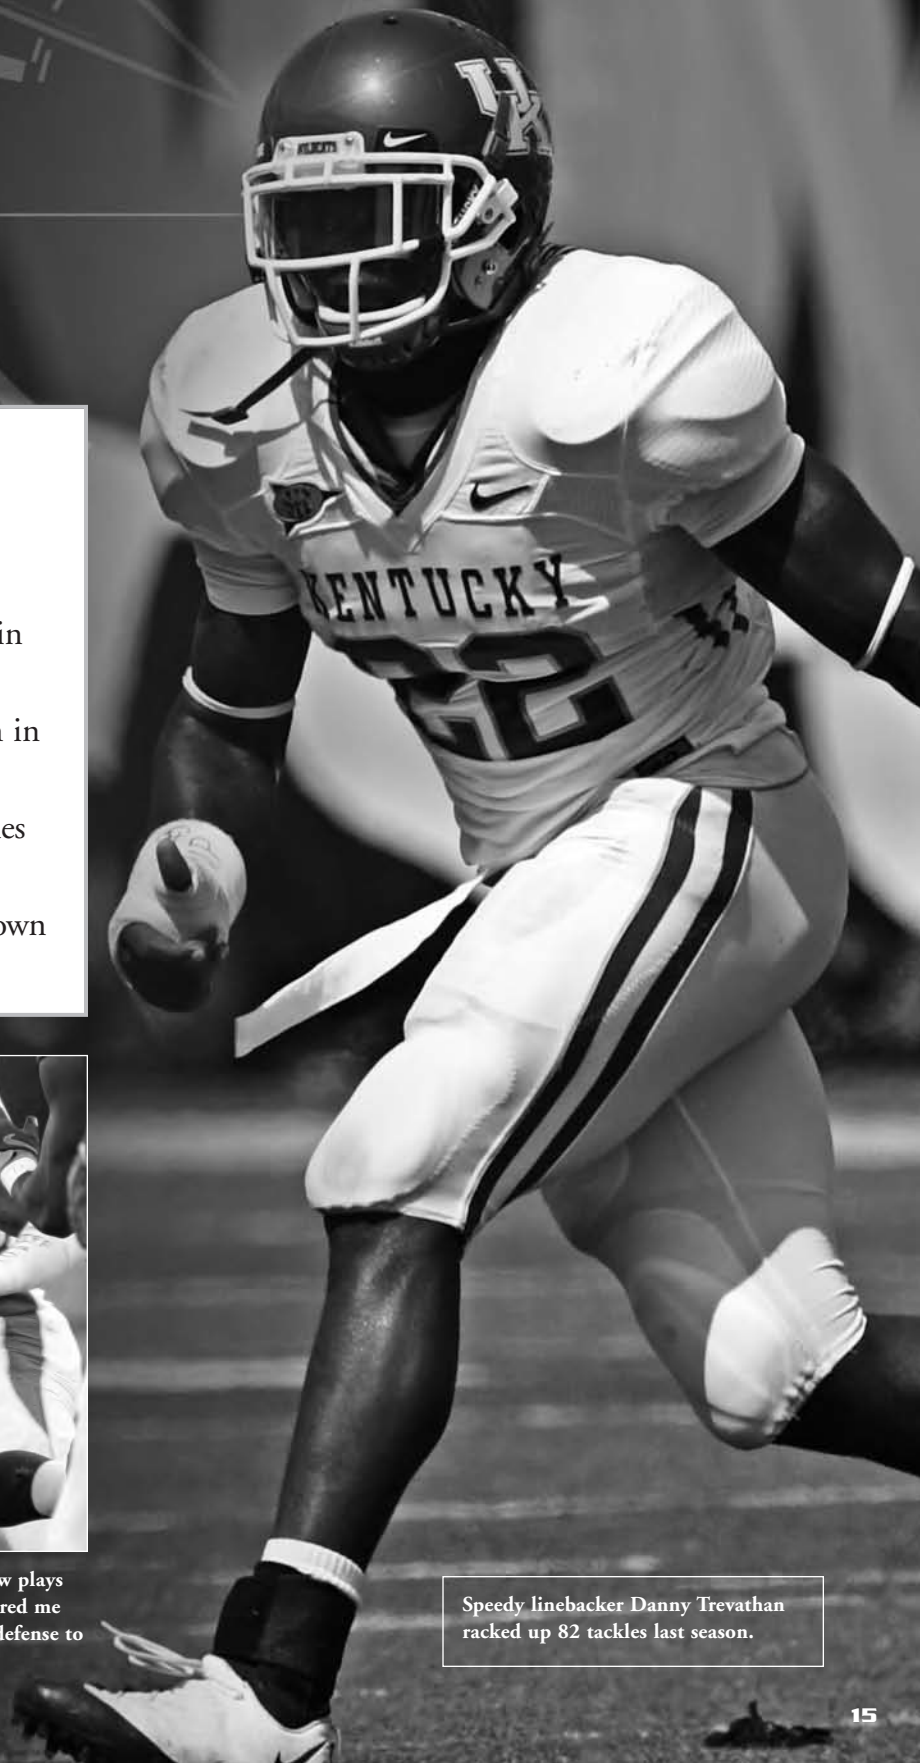 UK
WILDCATS
KENTUCKY
22
in
in
es
own
w plays
red me
defense to
Speedy linebacker Danny Trevathan
racked up 82 tackles last season.
15